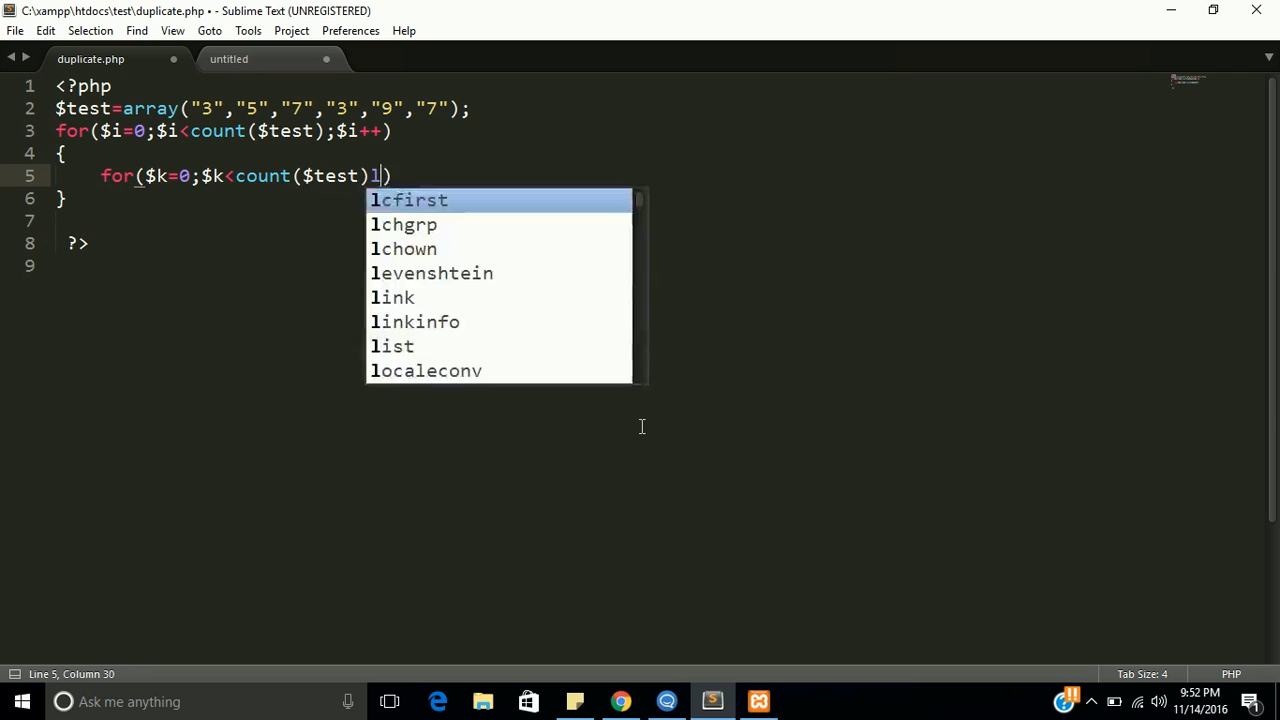 C:\xampp\htdocs\test\duplicate.php • - Sublime Text (UNREGISTERED)
File Edit Selection Find View Goto Tools Project Preferences Help
duplicate.php untitled
1 <?php
2 $test=array("3","5","7","3","9","7");
3 for($i=0;$i<count($test);$i++)
4 {
5 for($k=0;$k<count($test)l)
6 }
7
8 ?>
9
lcfirst
lchgrp
lchown
levenshtein
link
linkinfo
list
localeconv
Line 5, Column 30 Tab Size: 4 PHP
Ask me anything
9:52 PM
11/14/2016
1